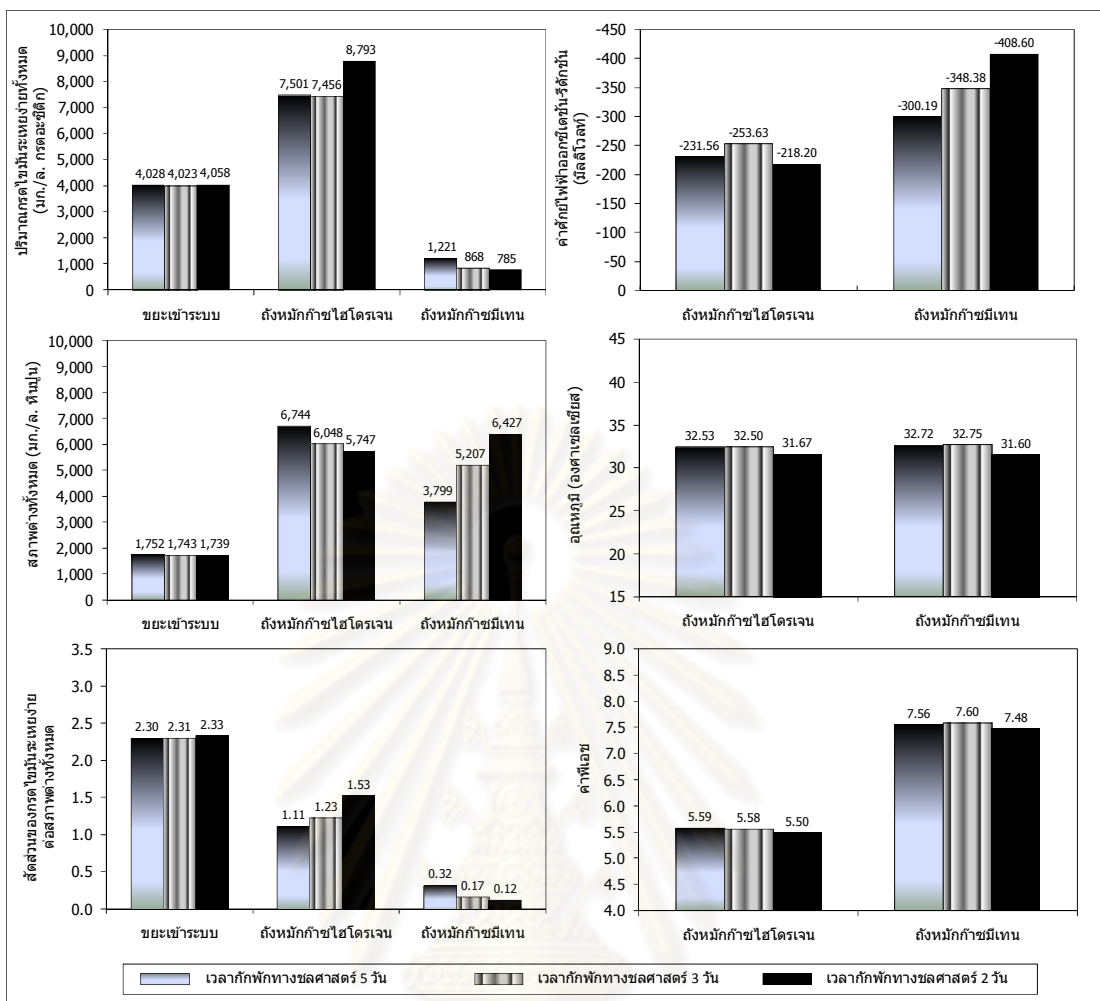 ปริมาณกรดไขมันระเหยง่ายทั้งหมด
(มก./ล. กรดอะซิติก)
10,000
9,000
8,000
7,000
6,000
5,000
4,000
3,000
2,000
1,000
0
4,028 4,023 4,058
7,501 7,456 8,793
1,221 868 785
ขยะเข้าระบบ ถังหมักก๊าซไฮโดรเจน ถังหมักก๊าซมีเทน
ค่าศักย์ไฟฟ้าออกซิเดชัน-รีดักชัน
(มิลลิโวลท์)
-450
-400
-350
-300
-250
-200
-150
-100
-50
0
-231.56 -253.63 -218.20
-300.19 -348.38 -408.60
ถังหมักก๊าซไฮโดรเจน ถังหมักก๊าซมีเทน
สภาพด่างทั้งหมด (มก./ล. หินปูน)
10,000
9,000
8,000
7,000
6,000
5,000
4,000
3,000
2,000
1,000
0
1,752 1,743 1,739
6,744 6,048 5,747
3,799 5,207 6,427
ขยะเข้าระบบ ถังหมักก๊าซไฮโดรเจน ถังหมักก๊าซมีเทน
อุณหภูมิ (องศาเซลเซียส)
45
40
35
30
25
20
15
32.53 32.50 31.67
32.72 32.75 31.60
ถังหมักก๊าซไฮโดรเจน ถังหมักก๊าซมีเทน
สัดส่วนของกรดไขมันระเหยง่าย
ต่อสภาพด่างทั้งหมด
3.5
3.0
2.5
2.0
1.5
1.0
0.5
0.0
2.30 2.31 2.33
1.11 1.23 1.53
0.32 0.17 0.12
ขยะเข้าระบบ ถังหมักก๊าซไฮโดรเจน ถังหมักก๊าซมีเทน
ค่าพีเอช
9.0
8.5
8.0
7.5
7.0
6.5
6.0
5.5
5.0
4.5
4.0
5.59 5.58 5.50
7.56 7.60 7.48
ถังหมักก๊าซไฮโดรเจน ถังหมักก๊าซมีเทน
เวลากักพักทางชลศาสตร์ 5 วัน เวลากักพักทางชลศาสตร์ 3 วัน เวลากักพักทางชลศาสตร์ 2 วัน